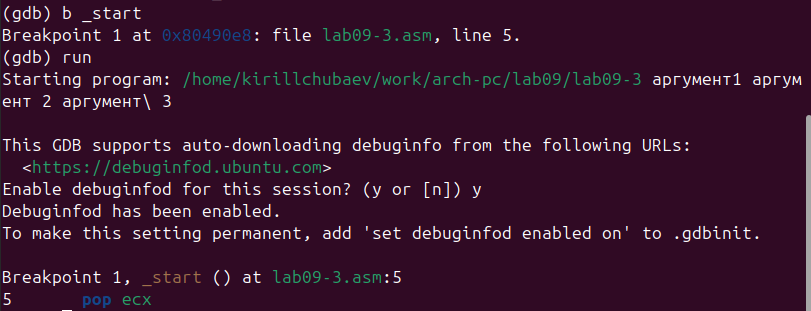 (gdb) b _start
Breakpoint 1 at 0x80490e8: file lab09-3.asm, line 5.
(gdb) run
Starting program: /home/kirillchubaev/work/arch-pc/lab09/lab09-3 аргумент1 аргум
ент 2 аргумент\ 3
This GDB supports auto-downloading debuginfo from the following URLs:
<https://debuginfod.ubuntu.com>
Enable debuginfod for this session? (y or [n]) y
Debuginfod has been enabled.
To make this setting permanent, add 'set debuginfod enabled on' to .gdbinit.
Breakpoint 1, _start () at lab09-3.asm:5
5 pop ecx